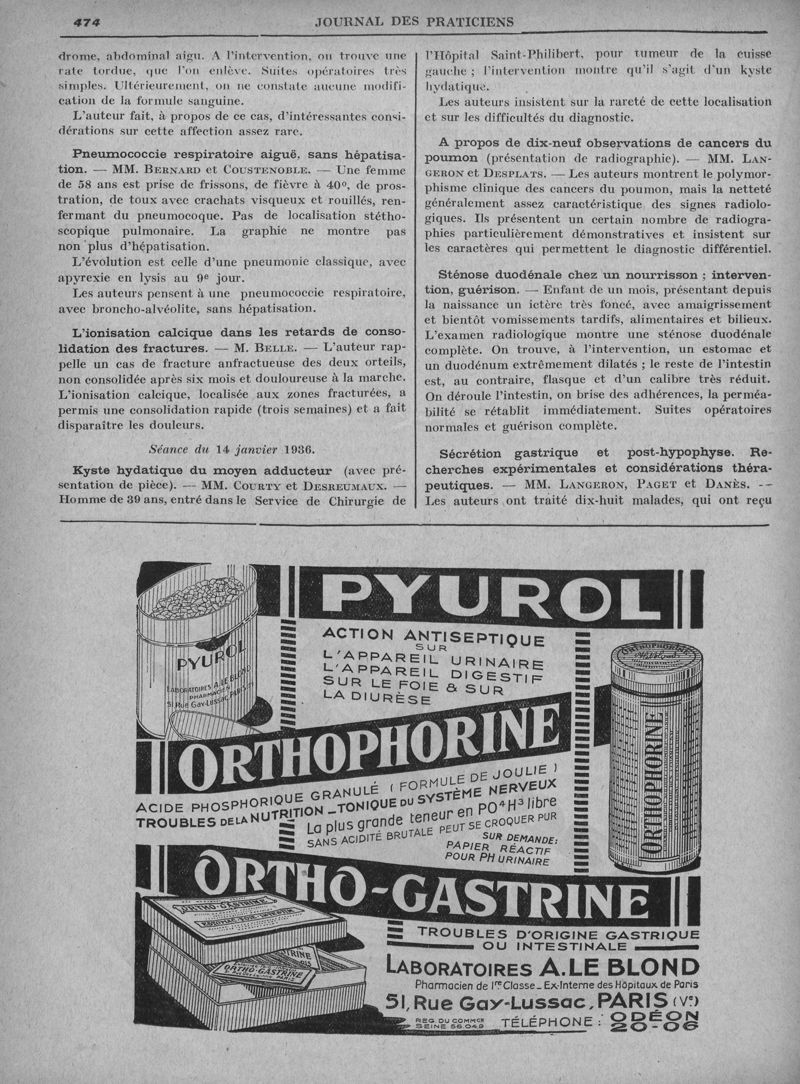 474
JOURNAL DES PRATICIENS
drome, abdominal aigu. A l'intervention, on trouve une
rate tordue, que l'on enlève. Suites opératoires très
simples. Ultérieurement, on ne constate aucune modifi-
cation de la formule sanguine.
L'auteur fait, à propos de ce cas, d'intéressantes consi-
dérations sur cette affection assez rare.
Pneumococcie respiratoire aiguë, sans hépatisa-
tion. — MM. BERNARD et COUSTENOBLE. — Une femme
de 58 ans est prise de frissons, de fièvre à 40°, de pros-
tration, de toux avec crachats visqueux et rouillés, ren-
fermant du pneumocoque. Pas de localisation stétho-
scopique pulmonaire. La graphie ne montre pas
non plus d'hépatisation.
L'évolution est celle d'une pneumonie classique, avec
apyrexie en lysis au 9e jour.
Les auteurs pensent à une pneumococcie respiratoire,
avec broncho-alvéolite, sans hépatisation.
L'ionisation calcique dans les retards de conso-
lidation des fractures. — M. BELLE. — L'auteur rap-
pelle un cas de fracture anfractueuse des deux orteils,
non consolidée après six mois et douloureuse à la marche.
L'ionisation calcique, localisée aux zones fracturées, a
permis une consolidation rapide (trois semaines) et a fait
disparaître les douleurs.
Séance du 14 janvier 1936.
Kyste hydatique du moyen adducteur (avec pré-
sentation de pièce). — MM. COURTY et DESREUMAUX. —
Homme de 39 ans, entré dans le Service de Chirurgie de
l'Hôpital Saint-Philibert, pour tumeur de la cuisse
gauche ; l'intervention montre qu'il s'agit d'un kyste
hydatique.
Les auteurs insistent sur la rareté de cette localisation
et sur les difficultés du diagnostic.
A propos de dix-neuf observations de cancers du
poumon (présentation de radiographie). — MM. LAN-
GERON et DESPLATS. — Les auteurs montrent le polymor-
phisme clinique des cancers du poumon, mais la netteté
généralement assez caractéristique des signes radiolo-
giques. Ils présentent un certain nombre de radiogra-
phies particulièrement démonstratives et insistent sur
les caractères qui permettent le diagnostic différentiel.
Sténose duodénale chez un nourrisson ; interven-
tion, guérison. — Enfant de un mois, présentant depuis
la naissance un ictère très foncé, avec amaigrissement
et bientôt vomissements tardifs, alimentaires et bilieux.
L'examen radiologique montre une sténose duodénale
complète. On trouve, à l'intervention, un estomac et
un duodénum extrêmement dilatés ; le reste de l'intestin
est, au contraire, flasque et d'un calibre très réduit.
On déroule l'intestin, on brise des adhérences, la perméa-
bilité se rétablit immédiatement. Suites opératoires
normales et guérison complète.
Sécrétion gastrique et post-hypophyse. Re-
cherches expérimentales et considérations théra-
peutiques. — MM. LANGERON, PAGET et DANÈS. --
Les auteurs ont traité dix-huit malades, qui ont reçu
PYUROL
PYUROL
LABORATOIRES A.LE BLOND
PHARMACIEN
51, Rue Gay-Lussac, PARIS
ACTION ANTISEPTIQUE
SUR
L'APPAREIL URINAIRE
L'APPAREIL DIGESTIF
SUR LE FOIE & SUR
LA DIURÈSE
ORTHOPHORINE
ORTHOPHORINE
ORTHOPHORINE
ACIDE PHOSPHORIQUE GRANULÉ (FORMULE DE JOULIE)
TROUBLES DE LA NUTRITION _ TONIQUE DU SYSTÈME NERVEUX
La plus grande teneur en PO⁴H³ libre
SANS ACIDITÉ BRUTALE PEUT SE CROQUER PUR
SUR DEMANDE:
PAPIER RÉACTIF
POUR PH URINAIRE
ORTHO-GASTRINE
ORTHO-GASTRINE
ORTHO-GASTRINE
TROUBLES D'ORIGINE GASTRIQUE
OU INTESTINALE
LABORATOIRES A.LE BLOND
Pharmacien de 1re Classe _ Ex-Interne des Hôpitaux de Paris
51, Rue Gay-Lussac, PARIS (Ve)
REG. DU COMMCE
SEINE 56.049
TÉLÉPHONE : ODÉON
20-06